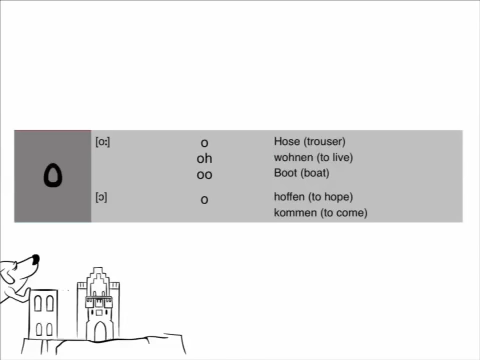 o [oː] o Hose (trouser)
oh wohnen (to live)
oo Boot (boat)
[ɔ] o hoffen (to hope)
kommen (to come)